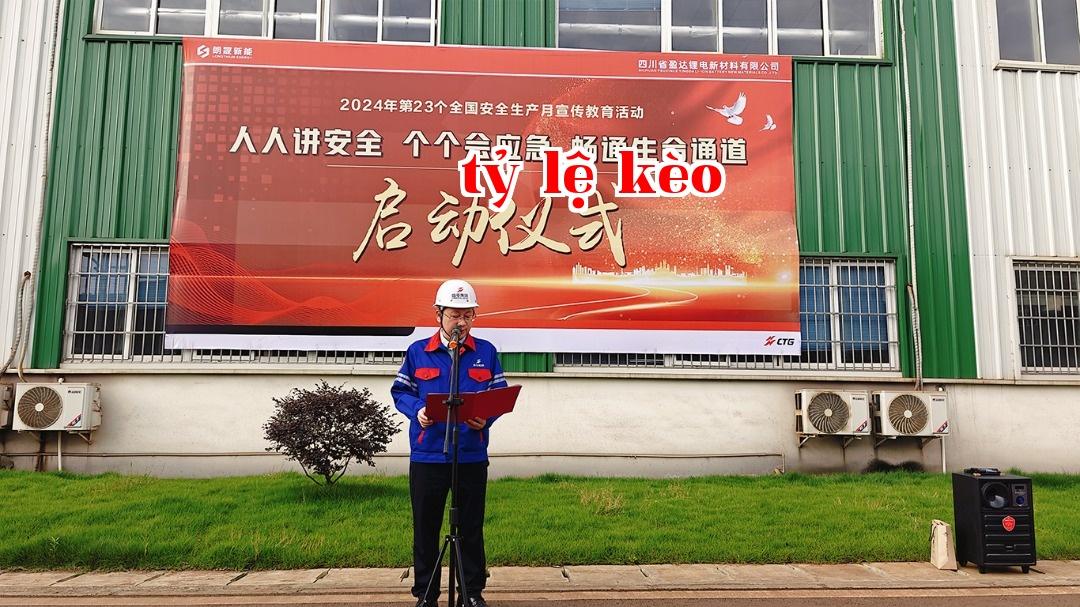 朗晟新能
四川省盈达锂电新材料有限公司
2024年第23个全国安全生产月宣传教育活动
人人讲安全 个个会应急 畅通生命通道
tỷ lệ kèo
启动仪式
CTG